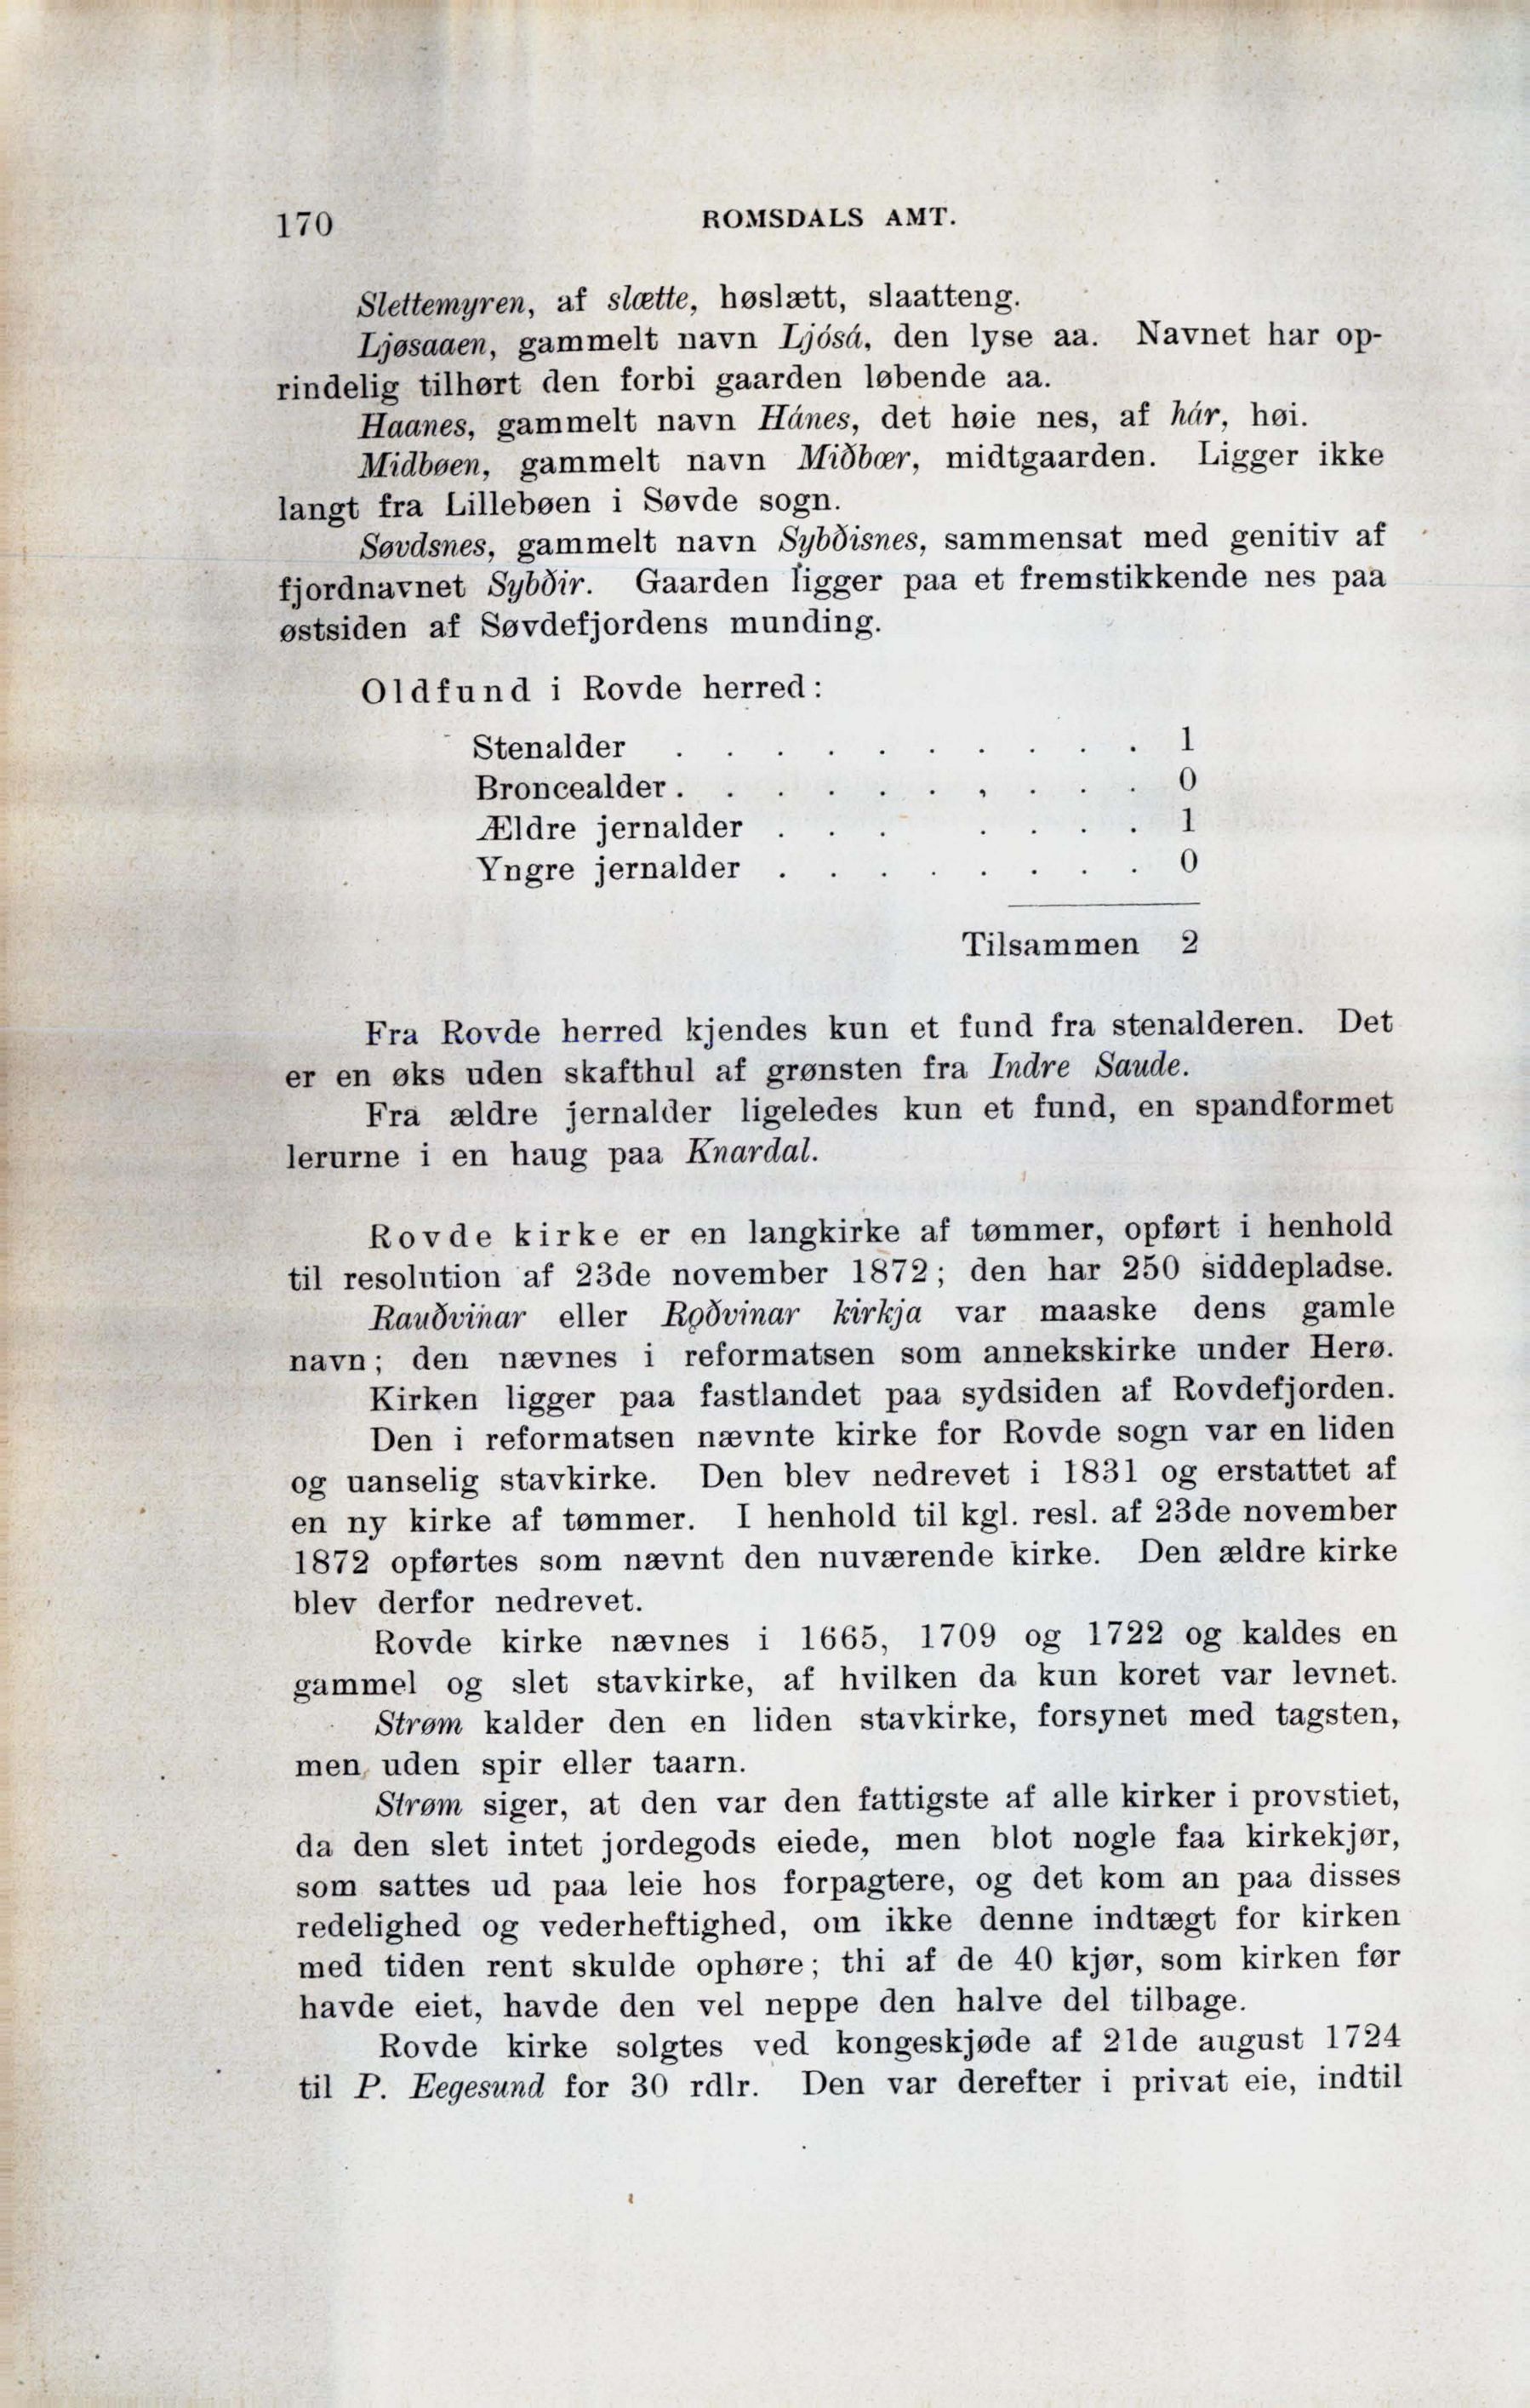 170 ROMSDALS AMT.
Slettemyren, af slætte, høslætt, slaatteng.
Ljøsaaen, gammelt navn Ljósá, den lyse aa. Navnet har op-
rindelig tilhørt den forbi gaarden løbende aa.
Haanes, gammelt navn Hánes, det høie nes, af hár, høi.
Midbøen, gammelt navn Miðbær, midtgaarden. Ligger ikke
langt fra Lillebøen i Søvde sogn.
Søvdsnes, gammelt navn Sybðisnes, sammensat med genitiv af
fjordnavnet Sybðir. Gaarden ligger paa et fremstikkende nes paa
østsiden af Søvdefjordens munding.
Oldfund i Rovde herred:
Stenalder . . . . . . . . . . 1
Broncealder . . . . . . . . . . 0
Ældre jernalder . . . . . . . 1
Yngre jernalder . . . . . . . . 0
Tilsammen 2
Fra Rovde herred kjendes kun et fund fra stenalderen. Det
er en øks uden skafthul af grønsten fra Indre Saude.
Fra ældre jernalder ligeledes kun et fund, en spandformet
lerurne i en haug paa Knardal.
Rovde kirke er en langkirke af tømmer, opført i henhold
til resolution af 23de november 1872; den har 250 siddepladse.
Rauðvinar eller Rǫðvinar kirkja var maaske dens gamle
navn; den nævnes i reformatsen som annekskirke under Herø.
Kirken ligger paa fastlandet paa sydsiden af Rovdefjorden.
Den i reformatsen nævnte kirke for Rovde sogn var en liden
og uanselig stavkirke. Den blev nedrevet i 1831 og erstattet af
en ny kirke af tømmer. I henhold til kgl. resl. af 23de november
1872 opførtes som nævnt den nuværende kirke. Den ældre kirke
blev derfor nedrevet.
Rovde kirke nævnes i 1665, 1709 og 1722 og kaldes en
gammel og slet stavkirke, af hvilken da kun koret var levnet.
Strøm kalder den en liden stavkirke, forsynet med tagsten,
men uden spir eller taarn.
Strøm siger, at den var den fattigste af alle kirker i provstiet,
da den slet intet jordegods eiede, men blot nogle faa kirkekjør,
som sattes ud paa leie hos forpagtere, og det kom an paa disses
redelighed og vederheftighed, om ikke denne indtægt for kirken
med tiden rent skulde ophøre; thi af de 40 kjør, som kirken før
havde eiet, havde den vel neppe den halve del tilbage.
Rovde kirke solgtes ved kongeskjøde af 21de august 1724
til P. Eegesund for 30 rdlr. Den var derefter i privat eie, indtil